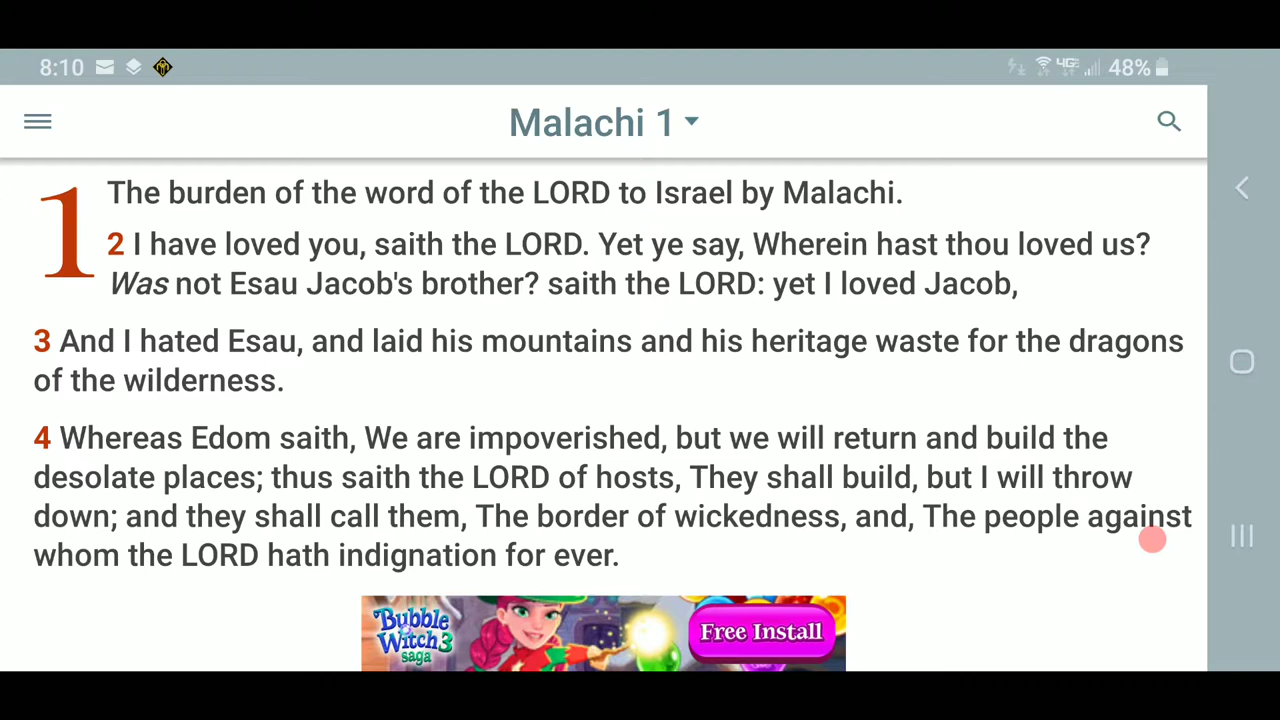 8:10
4G
48%
Malachi 1
1 The burden of the word of the LORD to Israel by Malachi.
2 I have loved you, saith the LORD. Yet ye say, Wherein hast thou loved us?
Was not Esau Jacob's brother? saith the LORD: yet I loved Jacob,
3 And I hated Esau, and laid his mountains and his heritage waste for the dragons
of the wilderness.
4 Whereas Edom saith, We are impoverished, but we will return and build the
desolate places; thus saith the LORD of hosts, They shall build, but I will throw
down; and they shall call them, The border of wickedness, and, The people against
whom the LORD hath indignation for ever.
Bubble
Witch 3
saga
Free Install